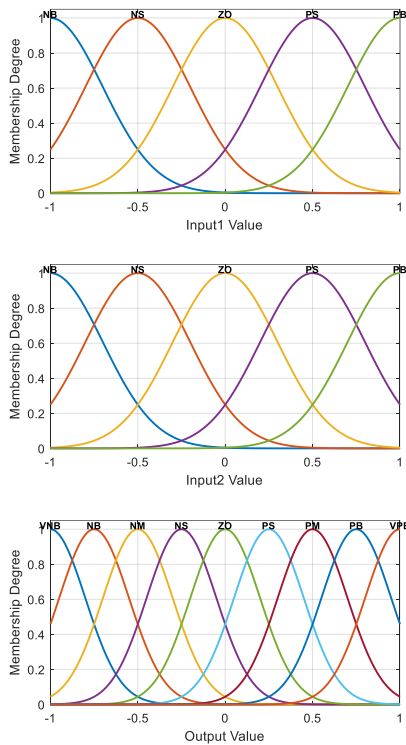 NB NS ZO PS PB
1
0.8
0.6
0.4
0.2
0
Membership Degree
-1 -0.5 0 0.5 1
Input1 Value
NB NS ZO PS PB
1
0.8
0.6
0.4
0.2
0
Membership Degree
-1 -0.5 0 0.5 1
Input2 Value
VNB NB NM NS ZO PS PM PB VPB
1
0.8
0.6
0.4
0.2
0
Membership Degree
-1 -0.5 0 0.5 1
Output Value